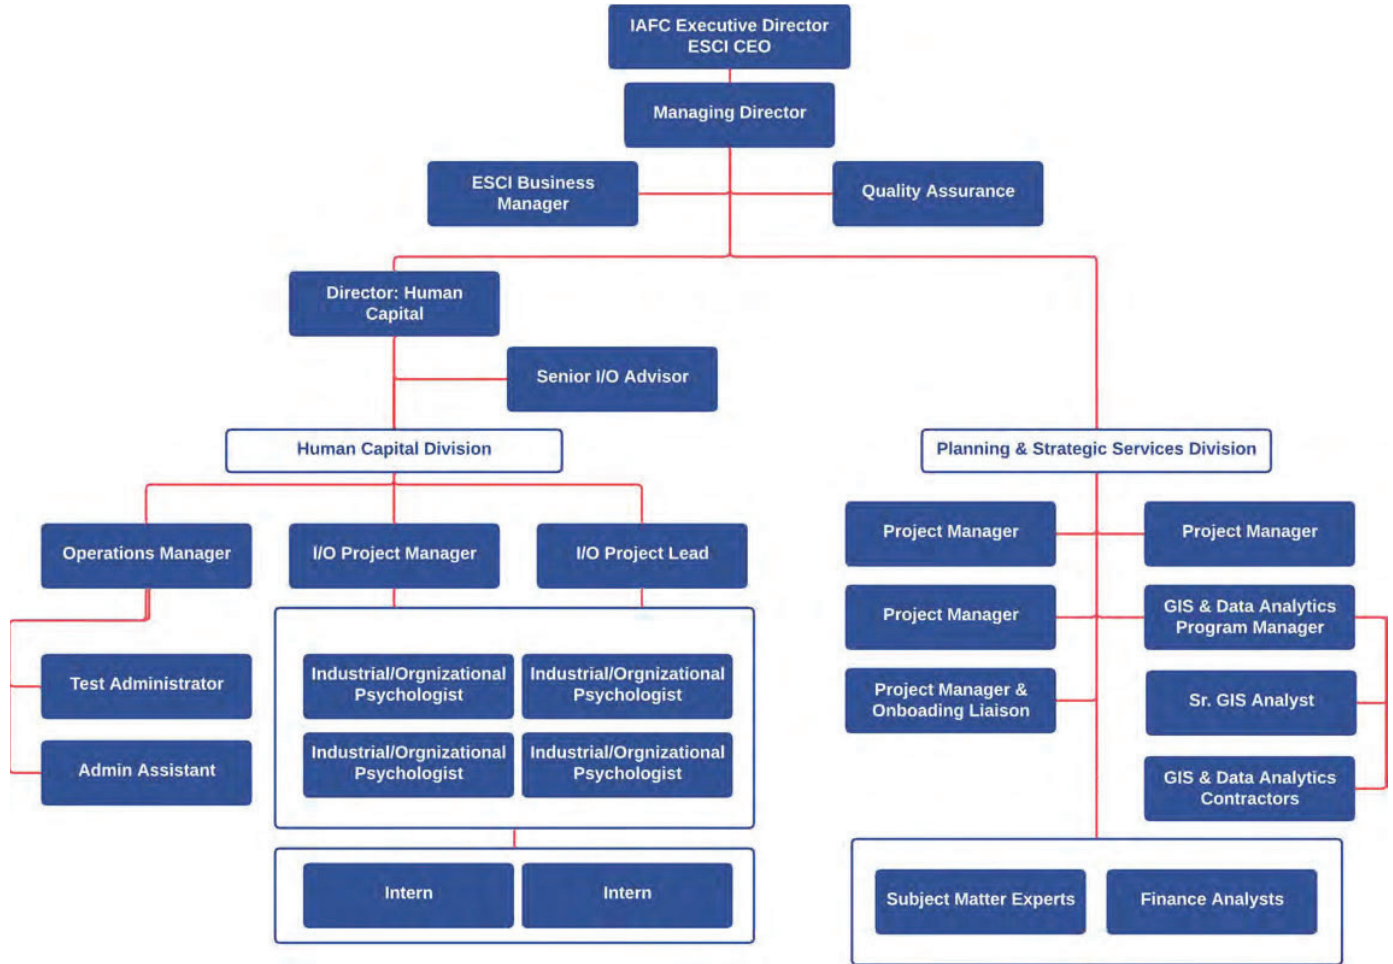 IAFC Executive Director
ESCI CEO
Managing Director
ESCI Business
Manager
Quality Assurance
Director: Human
Capital
Senior I/O Advisor
Human Capital Division
Planning & Strategic Services Division
Operations Manager
I/O Project Manager
I/O Project Lead
Test Administrator
Admin Assistant
Industrial/Orgnizational
Psychologist
Industrial/Orgnizational
Psychologist
Industrial/Orgnizational
Psychologist
Industrial/Orgnizational
Psychologist
Intern
Intern
Project Manager
Project Manager
Project Manager
GIS & Data Analytics
Program Manager
Project Manager &
Onboading Liaison
Sr. GIS Analyst
GIS & Data Analytics
Contractors
Subject Matter Experts
Finance Analysts